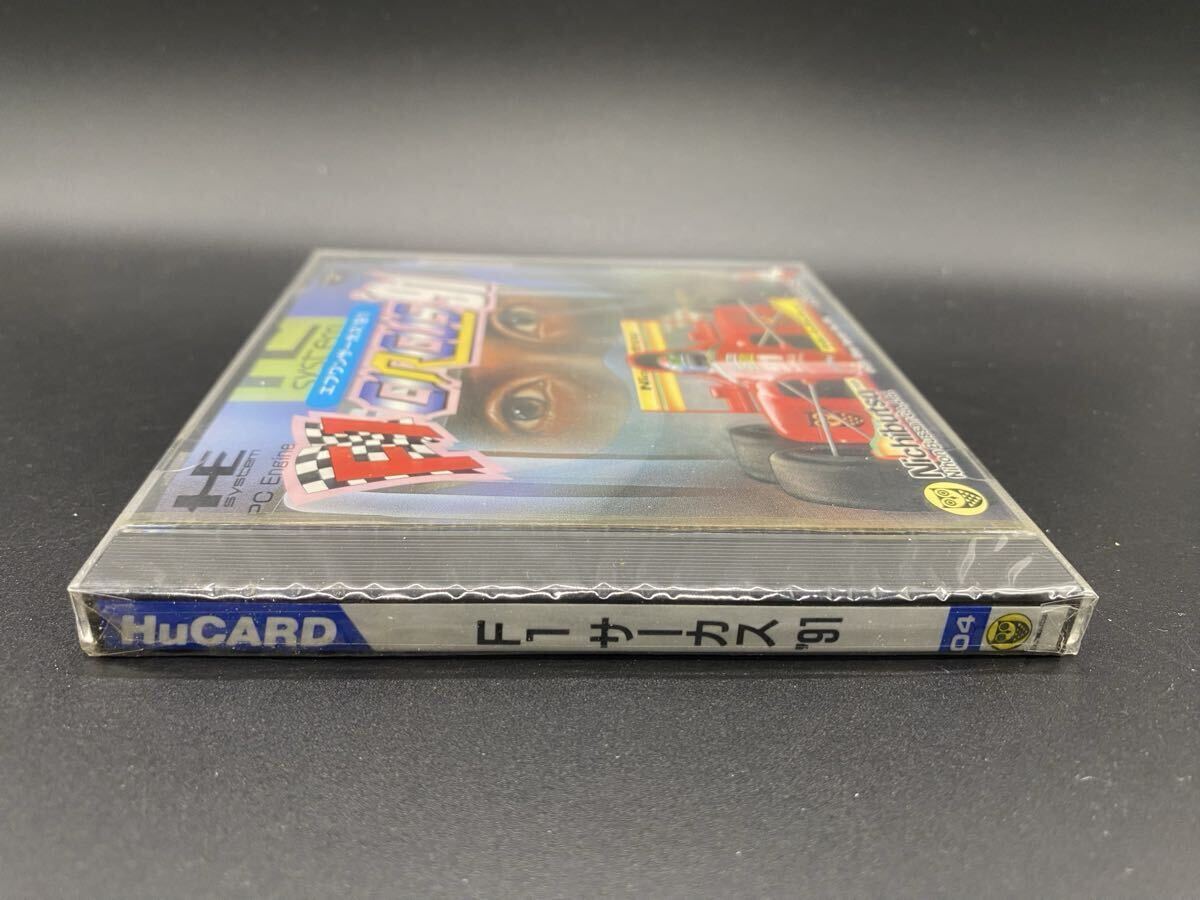 HE
system
PC Engine
SYSTEM
エフワンサーカス'91
F1
CIRCUS
'91
Nichibutsu
HuCARD
F1 サーカス '91
04